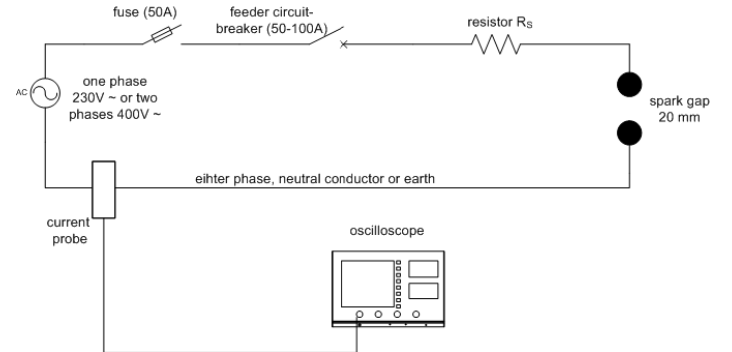 fuse (50A)
feeder circuit-
breaker (50-100A)
resistor RS
AC
one phase
230V ~ or two
phases 400V ~
spark gap
20 mm
eihter phase, neutral conductor or earth
current
probe
oscilloscope